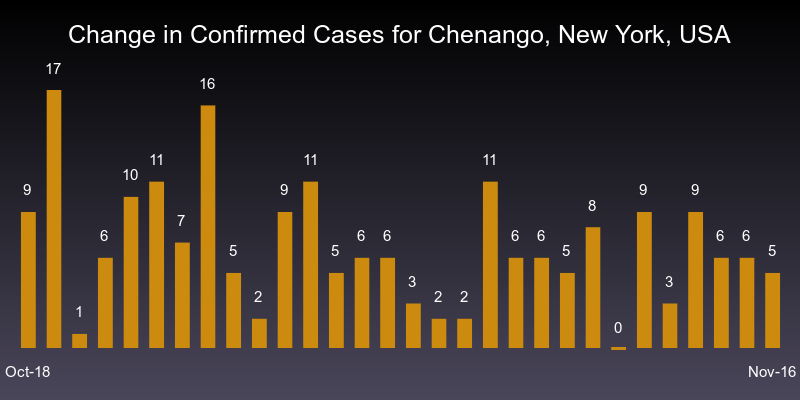 Change in Confirmed Cases for Chenango, New York, USA
9 17 1 6 10 11 7 16 5 2 9 11 5 6 6 3 2 2 11 6 6 5 8 0 9 3 9 6 6 5
Oct-18 Nov-16